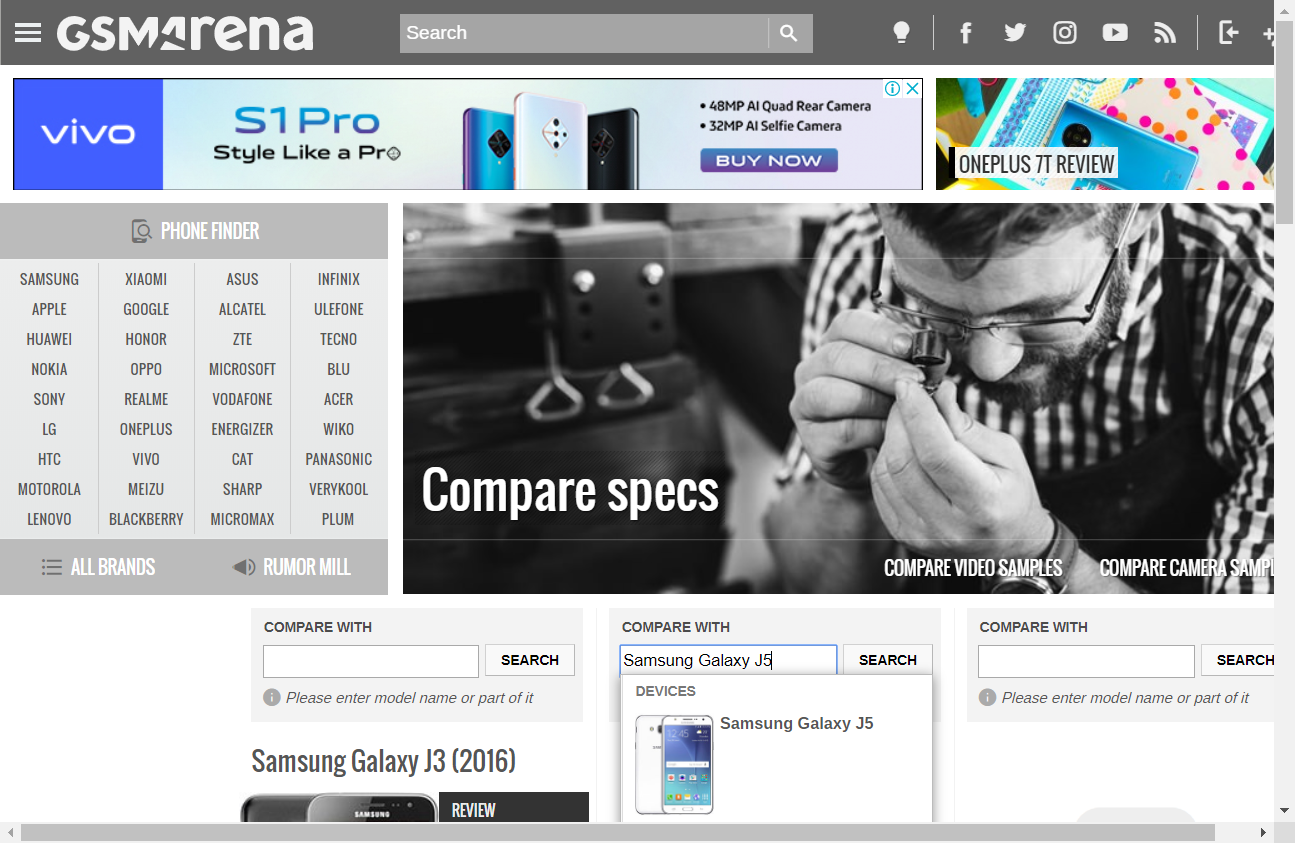 GSMArena
Search
vivo
S1 Pro
Style Like a Pro
• 48MP AI Quad Rear Camera
• 32MP AI Selfie Camera
BUY NOW
ONEPLUS 7T REVIEW
PHONE FINDER
SAMSUNG XIAOMI ASUS INFINIX
APPLE GOOGLE ALCATEL ULEFONE
HUAWEI HONOR ZTE TECNO
NOKIA OPPO MICROSOFT BLU
SONY REALME VODAFONE ACER
LG ONEPLUS ENERGIZER WIKO
HTC VIVO CAT PANASONIC
MOTOROLA MEIZU SHARP VERYKOOL
LENOVO BLACKBERRY MICROMAX PLUM
ALL BRANDS RUMOR MILL
Compare specs
COMPARE VIDEO SAMPLES COMPARE CAMERA SAMPL
COMPARE WITH
SEARCH
Please enter model name or part of it
Samsung Galaxy J3 (2016)
SAMSUNG
REVIEW
COMPARE WITH
Samsung Galaxy J5
SEARCH
DEVICES
Samsung Galaxy J5
12:45
COMPARE WITH
SEARCH
Please enter model name or part of it